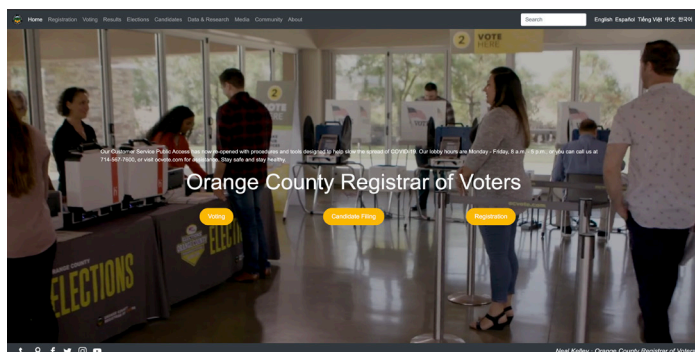 Home Registration Voting Results Elections Candidates Data & Research Media Community About
Search
English Español Tiếng Việt 中文 한국어
2 VOTE HERE
2
VOTE
Our Customer Service Public Access has now re-opened with procedures and tools designed to help slow the spread of COVID-19. Our lobby hours are Monday - Friday, 8 a.m. - 5 p.m., or you can call us at
714-567-7600, or visit ocvote.com for assistance. Stay safe and stay healthy.
Orange County Registrar of Voters
Voting
Candidate Filing
Registration
ORANGE COUNTY
ELECTIONS
ELEC
Neal Kelley - Orange County Registrar of Voters